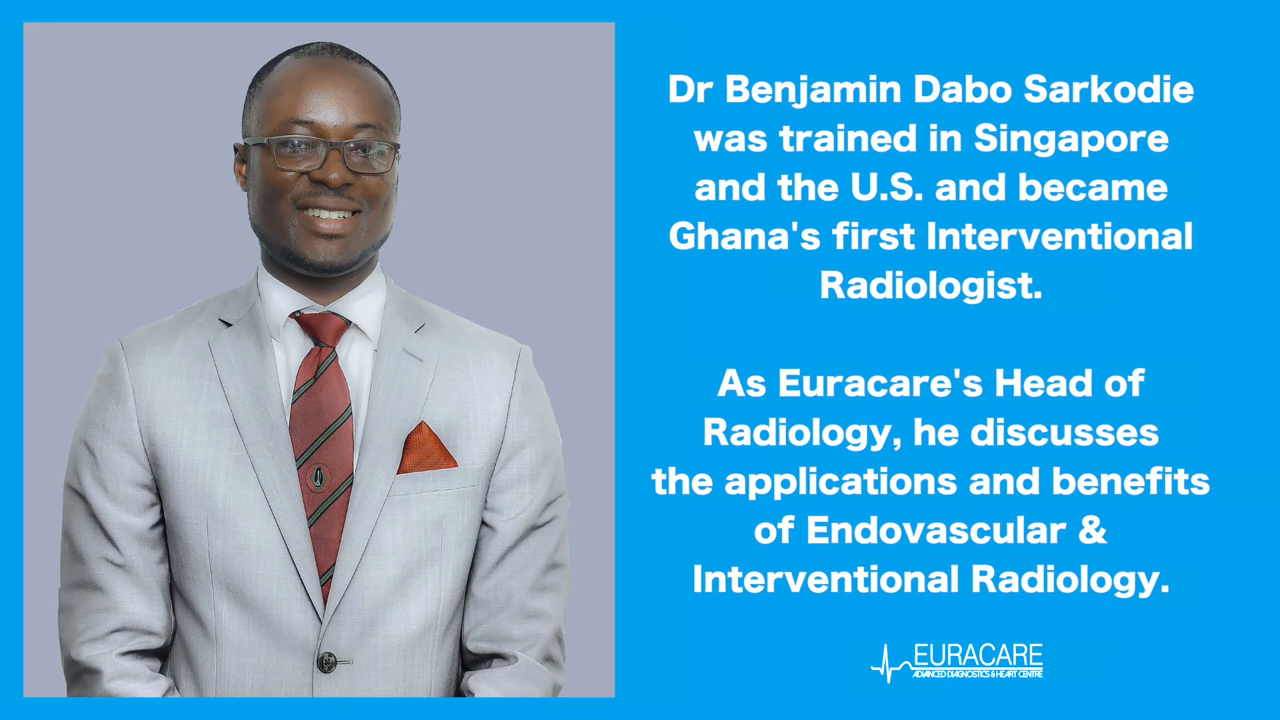 Dr Benjamin Dabo Sarkodie
was trained in Singapore
and the U.S. and became
Ghana's first Interventional
Radiologist.
As Euracare's Head of
Radiology, he discusses
the applications and benefits
of Endovascular &
Interventional Radiology.
EURACARE
ADVANCED DIAGNOSTICS & HEART CENTRE